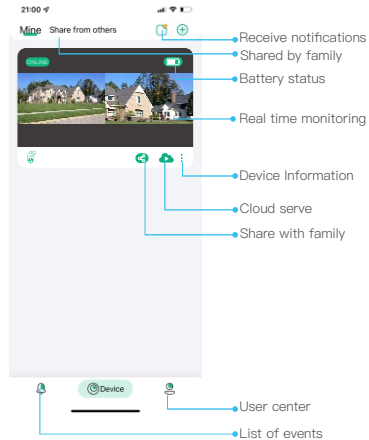 21:00
Mine Share from others
Receive notifications
Shared by family
ONLINE
Battery status
Real time monitoring
Device Information
Cloud serve
Share with family
Device
User center
List of events